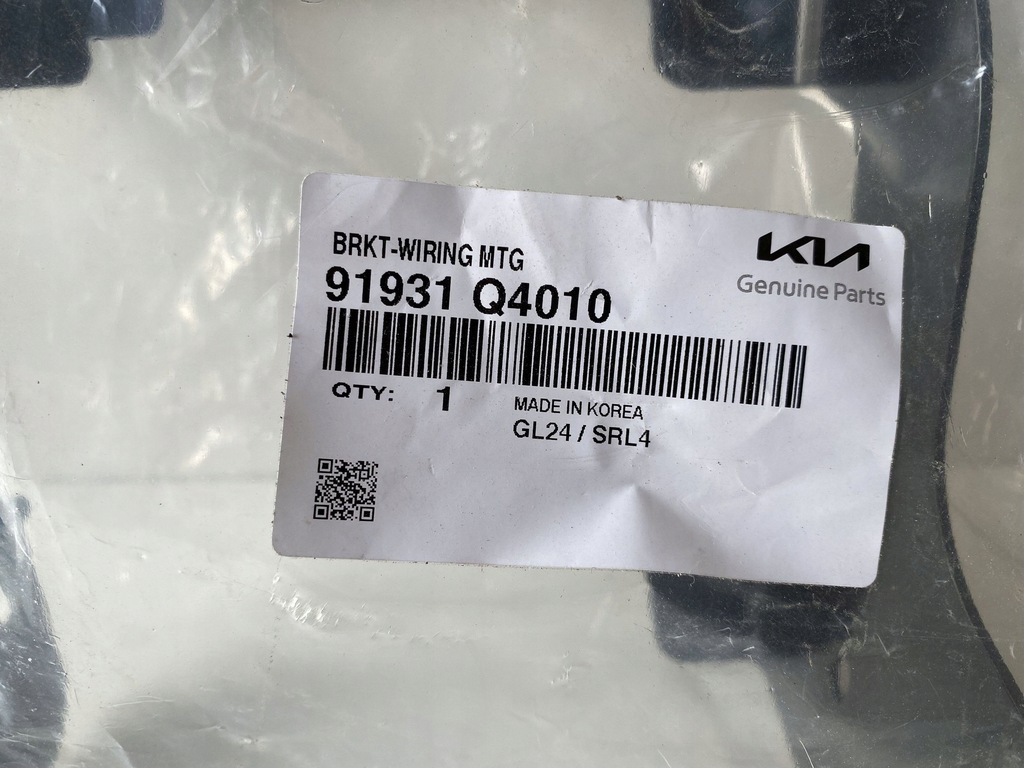 BRKT-WIRING MTG
91931 Q4010
KIA
Genuine Parts
QTY: 1
MADE IN KOREA
GL24 / SRL4